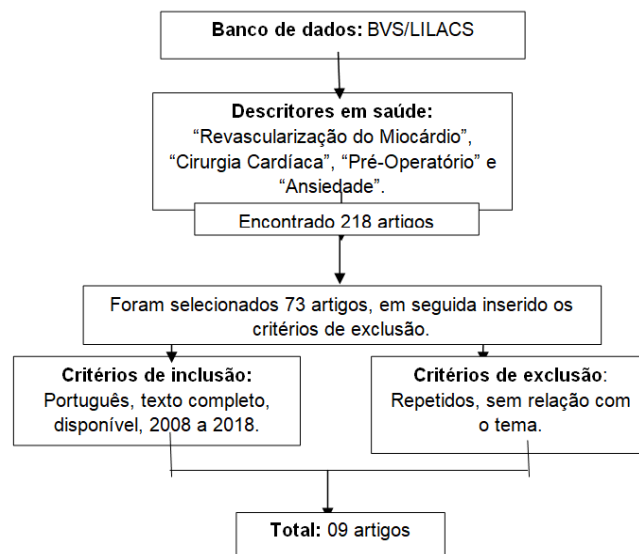 Banco de dados: BVS/LILACS
Descritores em saúde:
“Revascularização do Miocárdio”,
“Cirurgia Cardíaca”, “Pré-Operatório” e
“Ansiedade”.
Encontrado 218 artigos
Foram selecionados 73 artigos, em seguida inserido os
critérios de exclusão.
Critérios de inclusão:
Português, texto completo,
disponível, 2008 a 2018.
Critérios de exclusão:
Repetidos, sem relação com
o tema.
Total: 09 artigos